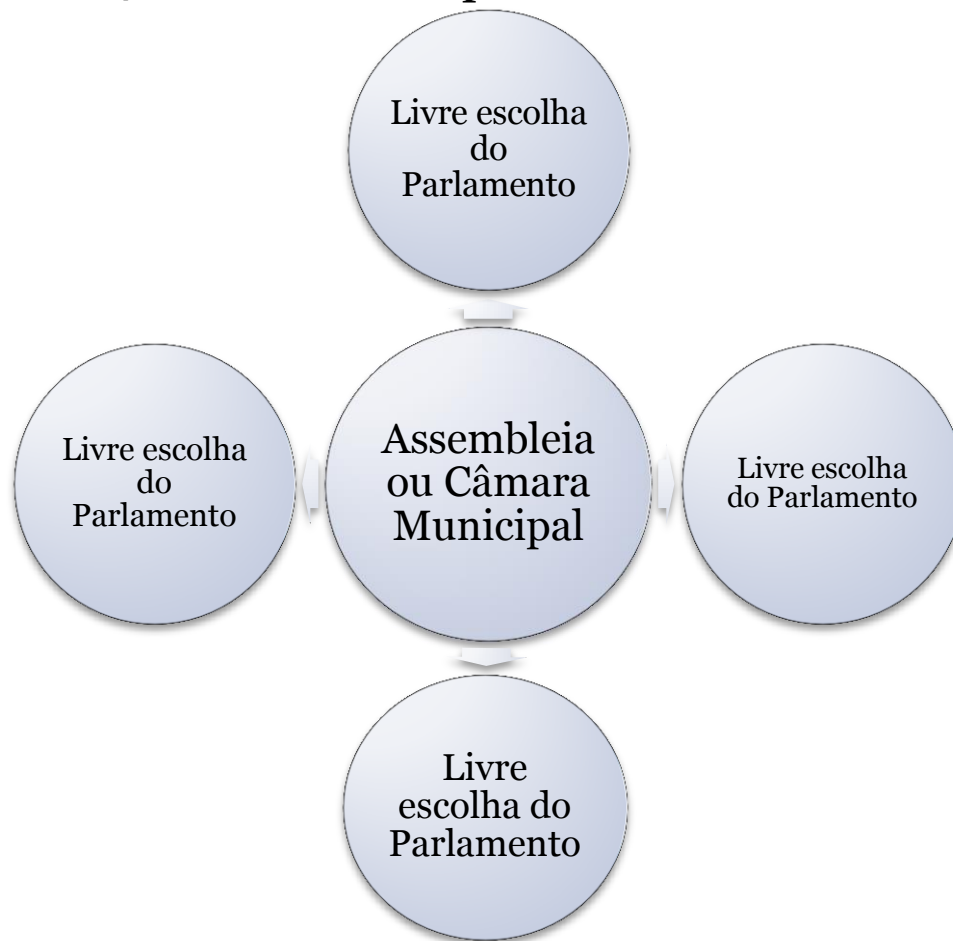 Livre escolha
do
Parlamento
Livre escolha
do
Parlamento
Assembleia
ou Câmara
Municipal
Livre escolha
do Parlamento
Livre
escolha do
Parlamento